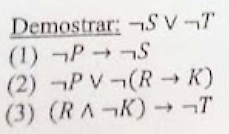 Demostrar: ¬S ∨ ¬T
(1) ¬P → ¬S
(2) ¬P ∨ ¬(R → K)
(3) (R ∧ ¬K) → ¬T